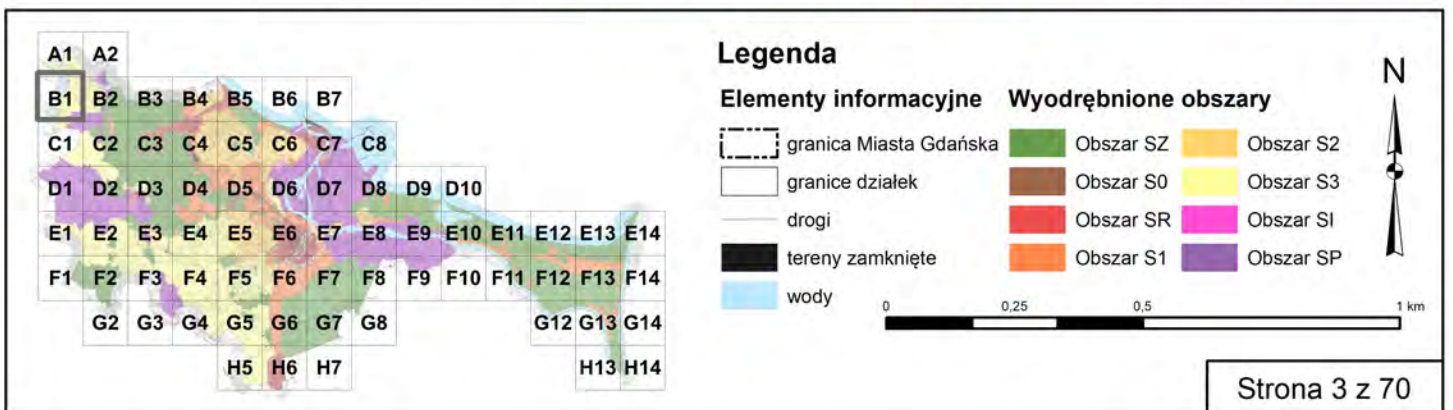 A1 A2
B1 B2 B3 B4 B5 B6 B7
C1 C2 C3 C4 C5 C6 C7 C8
D1 D2 D3 D4 D5 D6 D7 D8 D9 D10
E1 E2 E3 E4 E5 E6 E7 E8 E9 E10 E11 E12 E13 E14
F1 F2 F3 F4 F5 F6 F7 F8 F9 F10 F11 F12 F13 F14
G2 G3 G4 G5 G6 G7 G8 G12 G13 G14
H5 H6 H7 H13 H14
Legenda
Elementy informacyjne
granica Miasta Gdańska
granice działek
drogi
tereny zamknięte
wody
Wyodrębnione obszary
Obszar SZ
Obszar S0
Obszar SR
Obszar S1
Obszar S2
Obszar S3
Obszar SI
Obszar SP
0 0,25 0,5 1 km
N
Strona 3 z 70